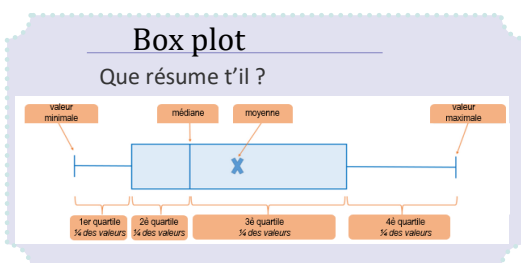 Box plot
Que résume t'il ?
valeur
minimale
médiane
moyenne
valeur
maximale
1er quartile
¼ des valeurs
2è quartile
¼ des valeurs
3è quartile
¼ des valeurs
4è quartile
¼ des valeurs